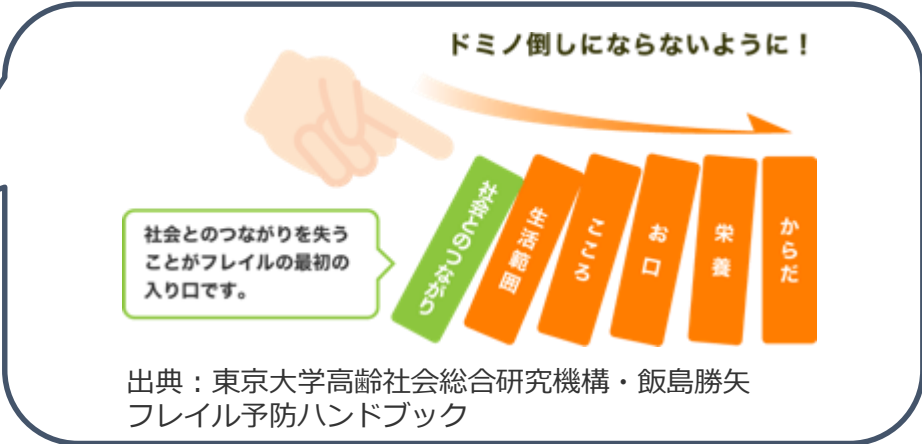 ドミノ倒しにならないように！
社会とのつながりを失う
ことがフレイルの最初の
入り口です。
社会とのつながり
生活範囲
こころ
お口
栄養
からだ
出典：東京大学高齢社会総合研究機構・飯島勝矢
フレイル予防ハンドブック